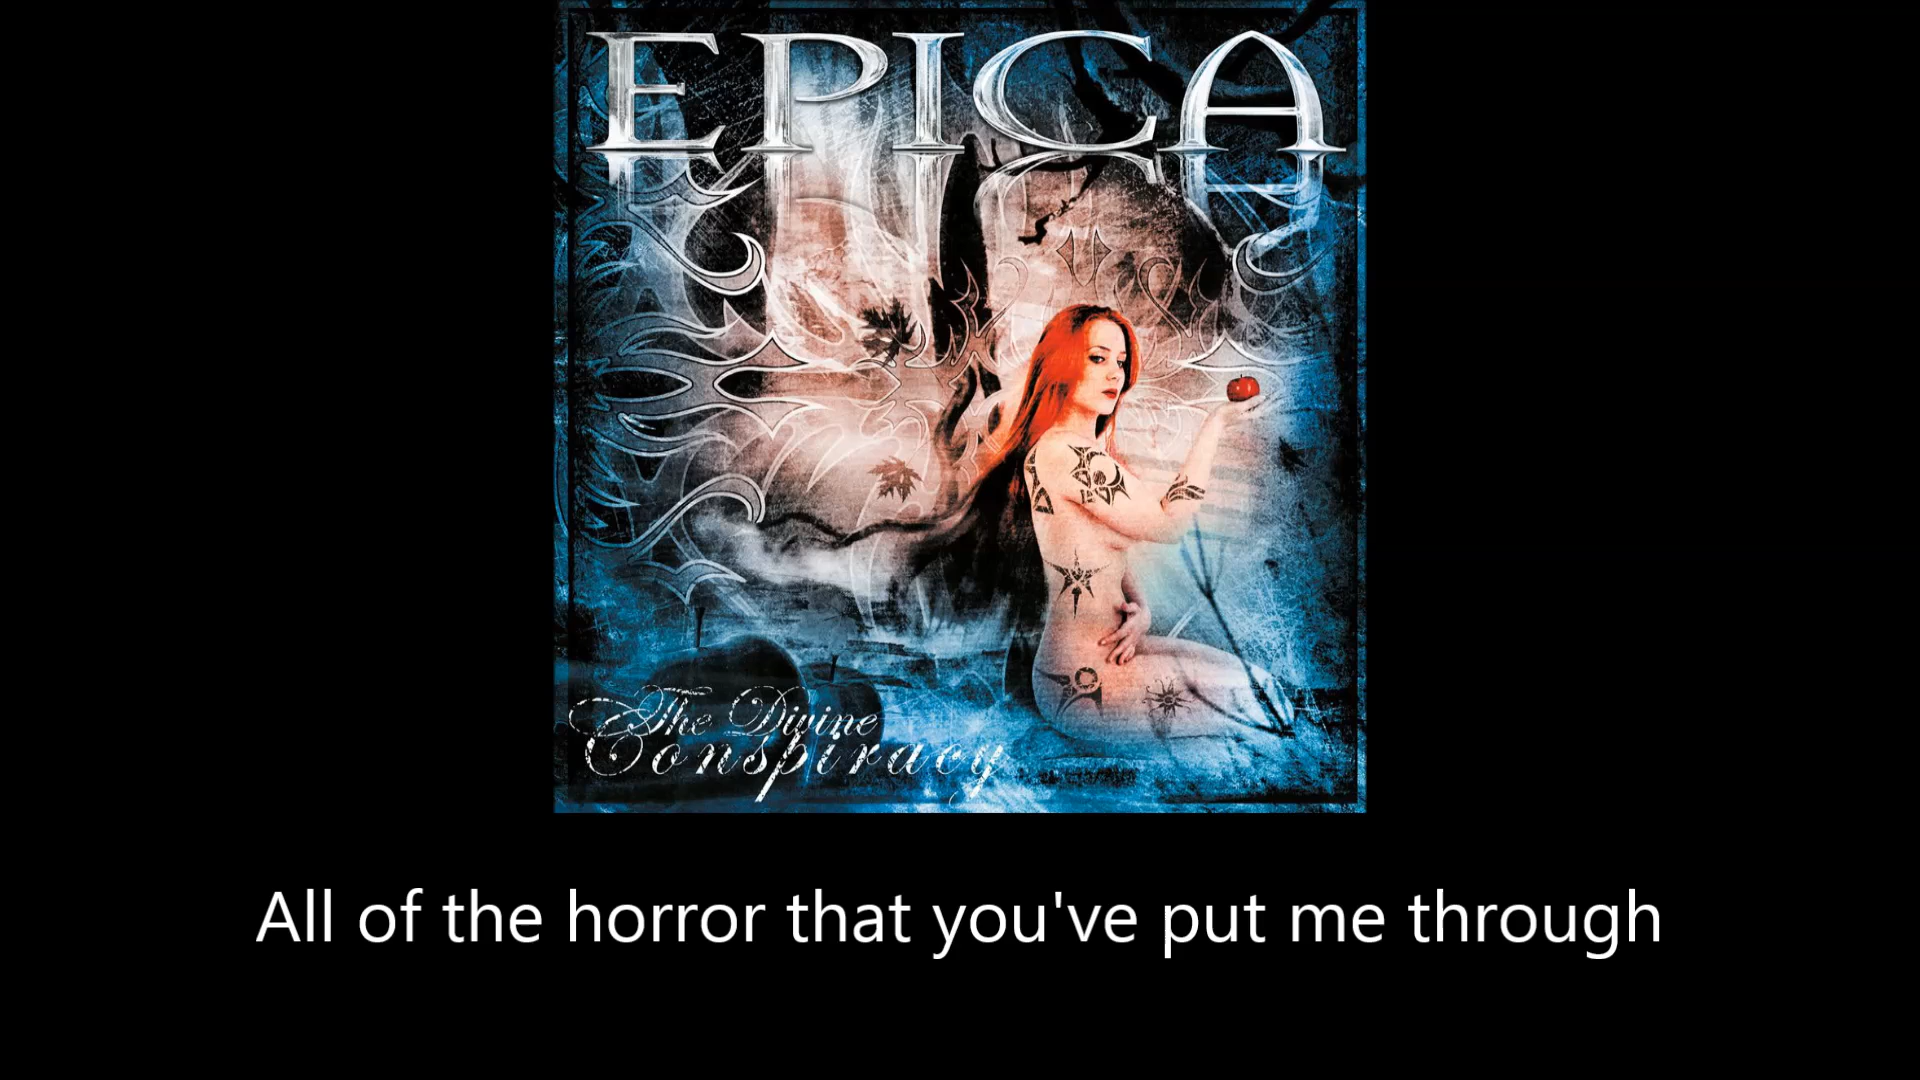 EPICA
The Divine
Conspiracy
All of the horror that you've put me through